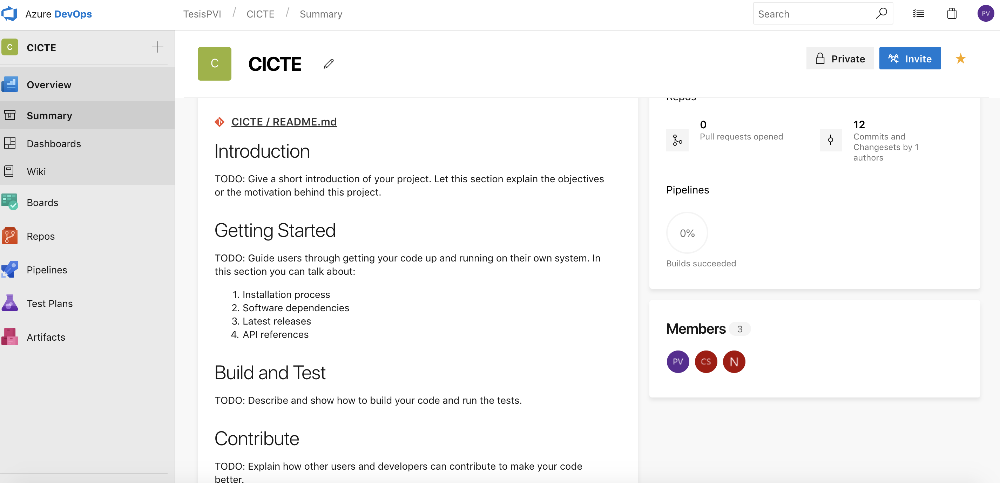 Azure DevOps
TesisPVI / CICTE / Summary
Search
PV
C
CICTE
Overview
Summary
Dashboards
Wiki
Boards
Repos
Pipelines
Test Plans
Artifacts
C
CICTE
Private
Invite
CICTE / README.md
Introduction
TODO: Give a short introduction of your project. Let this section explain the objectives
or the motivation behind this project.
Getting Started
TODO: Guide users through getting your code up and running on their own system. In
this section you can talk about:
1. Installation process
2. Software dependencies
3. Latest releases
4. API references
Build and Test
TODO: Describe and show how to build your code and run the tests.
Contribute
TODO: Explain how other users and developers can contribute to make your code
better.
Repos
0
Pull requests opened
12
Commits and
Changesets by 1
authors
Pipelines
0%
Builds succeeded
Members 3
PV CS N